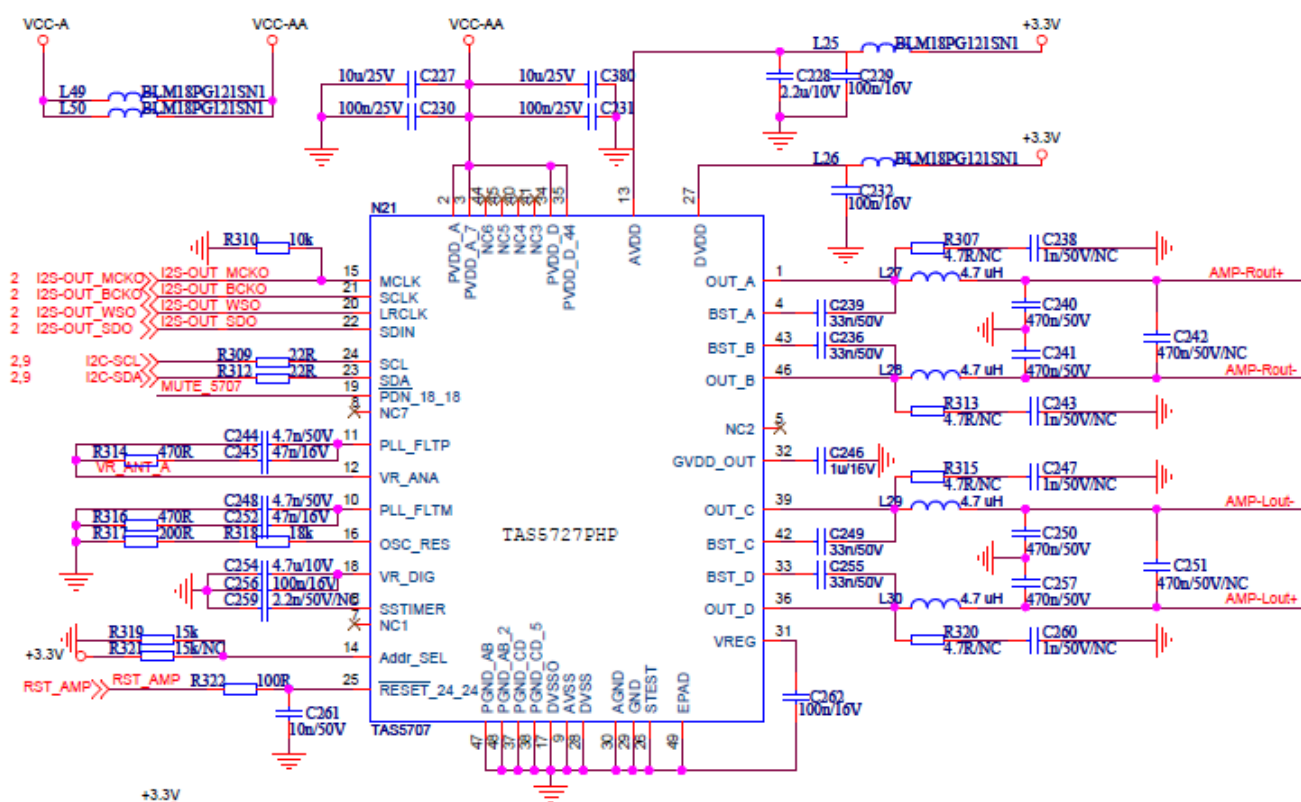 VCC-A
VCC-AA
VCC-AA
+3.3V
L49 BLM18PG121SN1
L50 BLM18PG121SN1
10u/25V C227
10u/25V C380
100n/25V C230
100n/25V C231
L25 BLM18PG121SN1
C228 2.2u/10V
C229 100n/16V
+3.3V
L26 BLM18PG121SN1
C232 100n/16V
N21
2 3 34 35 13 27
PVDD_A
PVDD_A_7
NC6
NC5
NC4
NC3
PVDD_D
PVDD_D_44
AVDD
DVDD
R310 10k
2 I2S-OUT_MCKO I2S-OUT_MCKO 15 MCLK
2 I2S-OUT_BCKO I2S-OUT_BCKO 21 SCLK
2 I2S-OUT_WSO I2S-OUT_WSO 20 LRCLK
2 I2S-OUT_SDO I2S-OUT_SDO 22 SDIN
2,9 I2C-SCL R309 22R 24 SCL
2,9 I2C-SDA R312 22R 23 SDA
MUTE_5707 19 PDN_18_18
8 NC7
C244 4.7n/50V 11 PLL_FLTP
R314 470R C245 47n/16V
VR_ANT_A 12 VR_ANA
C248 4.7n/50V 10 PLL_FLTM
R316 470R C252 47n/16V
R317 200R R318 18k 16 OSC_RES
C254 4.7u/10V 18 VR_DIG
C256 100n/16V
C259 2.2n/50V/NC 6 SSTIMER
7 NC1
R319 15k
+3.3V R321 15k/NC 14 Addr_SEL
RST_AMP RST_AMP R322 100R 25 RESET_24_24
C261
10n/50V
TAS5707
TAS5727PHP
OUT_A 1
BST_A 4
BST_B 43
OUT_B 46
NC2 5
GVDD_OUT 32
OUT_C 39
BST_C 42
BST_D 33
OUT_D 36
VREG 31
R307 4.7R/NC
C238 1n/50V/NC
L27 4.7 uH
AMP-Rout+
C239 33n/50V
C240 470n/50V
C236 33n/50V
C241 470n/50V
C242 470n/50V/NC
L28 4.7 uH
AMP-Rout-
R313 4.7R/NC
C243 1n/50V/NC
C246 1u/16V
R315 4.7R/NC
C247 1n/50V/NC
L29 4.7 uH
AMP-Lout-
C249 33n/50V
C250 470n/50V
C255 33n/50V
C257 470n/50V
C251 470n/50V/NC
L30 4.7 uH
AMP-Lout+
R320 4.7R/NC
C260 1n/50V/NC
C262 100n/16V
PGND_AB
PGND_AB_2
PGND_CD
PGND_CD_5
DVSSO
AVSS
DVSS
AGND
GND
STEST
EPAD
47 48 37 38 17 9 28 30 29 26 49
+3.3V